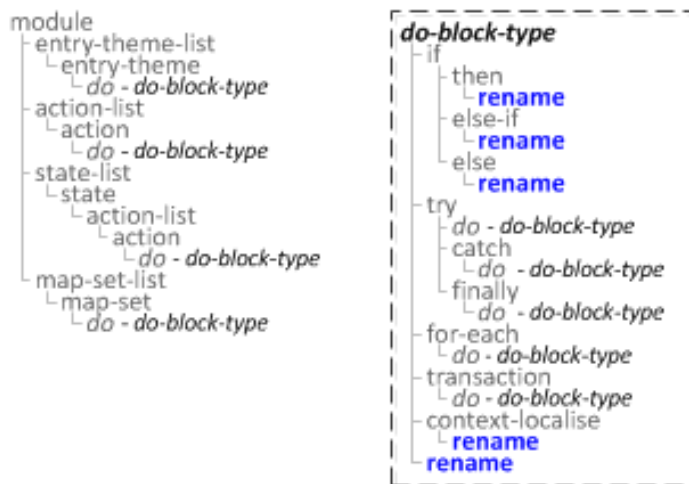 module
entry-theme-list
entry-theme
do - do-block-type
action-list
action
do - do-block-type
state-list
state
action-list
action
do - do-block-type
map-set-list
map-set
do - do-block-type
do-block-type
if
then
rename
else-if
rename
else
rename
try
do - do-block-type
catch
do - do-block-type
finally
do - do-block-type
for-each
do - do-block-type
transaction
do - do-block-type
context-localise
rename
rename